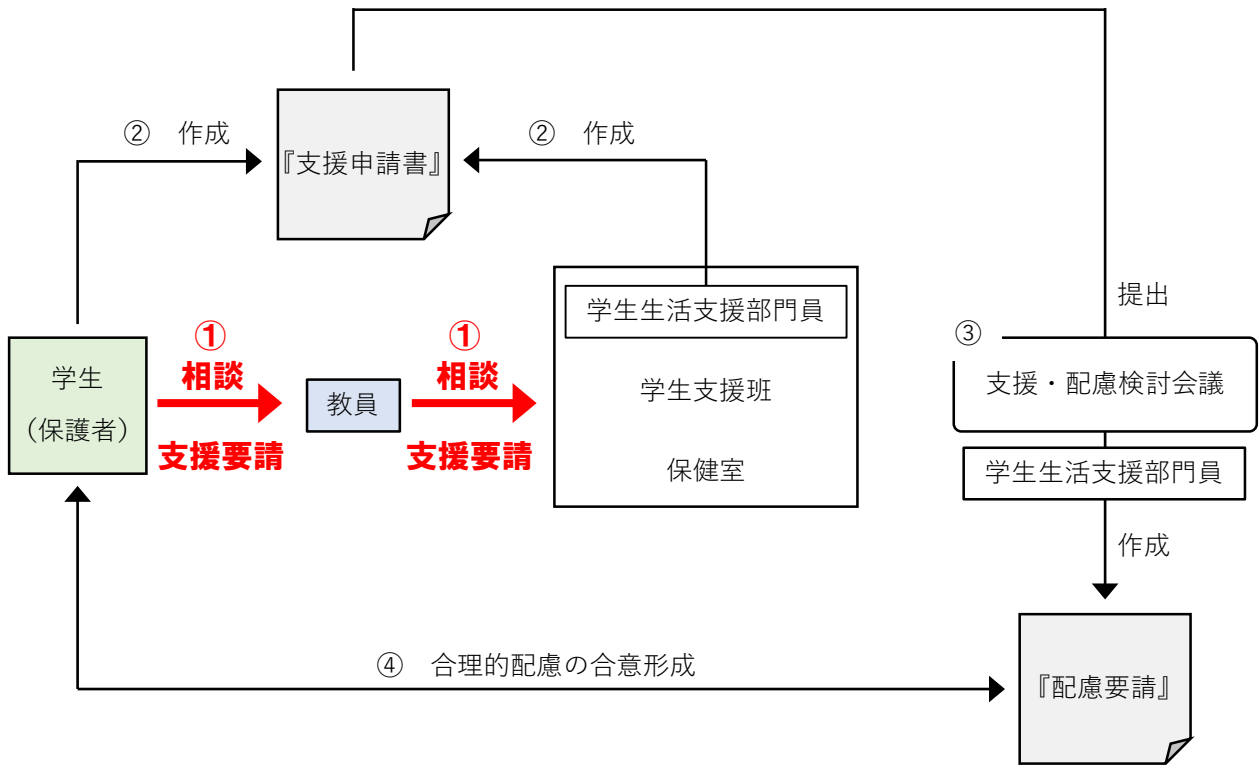 ② 作成
② 作成
『支援申請書』
提出
学生生活支援部門員
③
①
相談
支援要請
①
相談
支援要請
学生
(保護者)
教員
学生支援班
保健室
支援・配慮検討会議
学生生活支援部門員
作成
④ 合理的配慮の合意形成
『配慮要請』